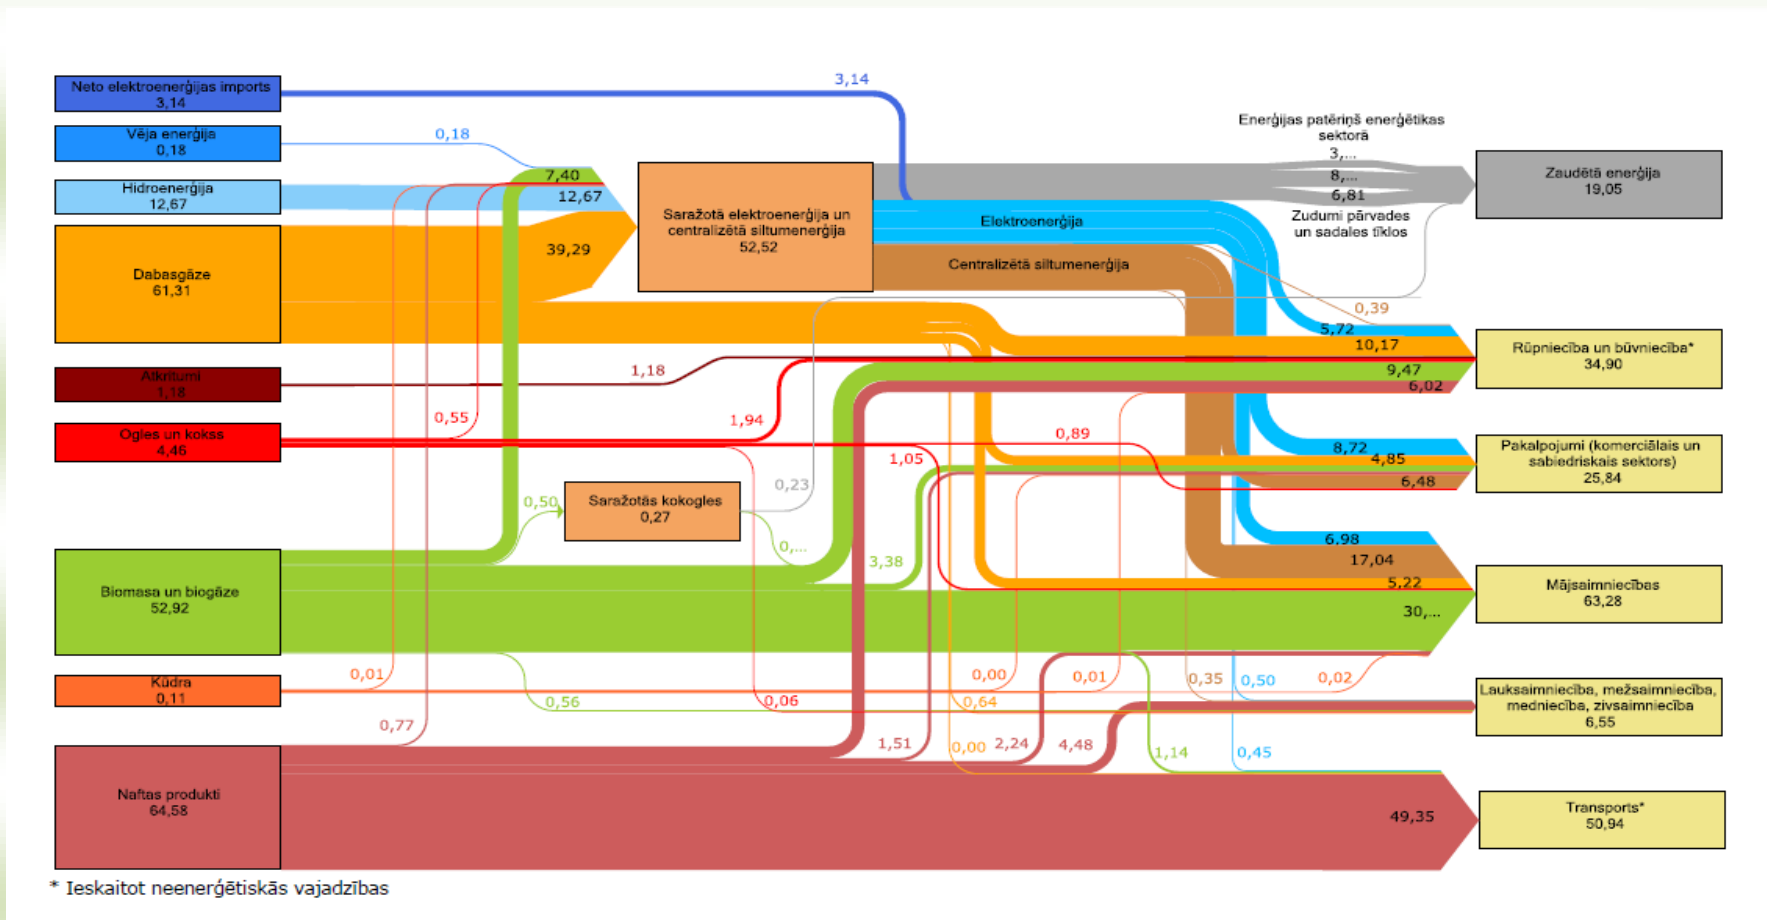 Neto elektroenerģijas imports
3,14
Vēja enerģija
0,18
Hidroenerģija
12,67
Dabasgāze
61,31
Atkritumi
1,18
Ogles un kokss
4,46
Biomasa un biogāze
52,92
Kūdra
0,11
Naftas produkti
64,58
* Ieskaitot neenerģētiskās vajadzības
3,14
0,18
7,40
12,67
39,29
Saražotā elektroenerģija un
centralizētā siltumenerģija
52,52
Elektroenerģija
Centralizētā siltumenerģija
Enerģijas patēriņš enerģētikas
sektorā
3,...
8,...
6,81
Zudumi pārvades
un sadales tīklos
1,18
0,55
1,94
0,89
1,05
0,50
Saražotās kokogles
0,27
0,23
0,...
3,38
0,01
0,56
0,77
0,06
0,00
0,64
0,01
0,35
0,50
0,02
1,51
0,00
2,24
4,48
1,14
0,45
0,39
5,72
10,17
9,47
6,02
8,72
4,85
6,48
6,98
17,04
5,22
30,...
49,35
Zaudētā enerģija
19,05
Rūpniecība un būvniecība*
34,90
Pakalpojumi (komerciālais un
sabiedriskais sektors)
25,84
Mājsaimniecības
63,28
Lauksaimniecība, mežsaimniecība,
medniecība, zivsaimniecība
6,55
Transports*
50,94